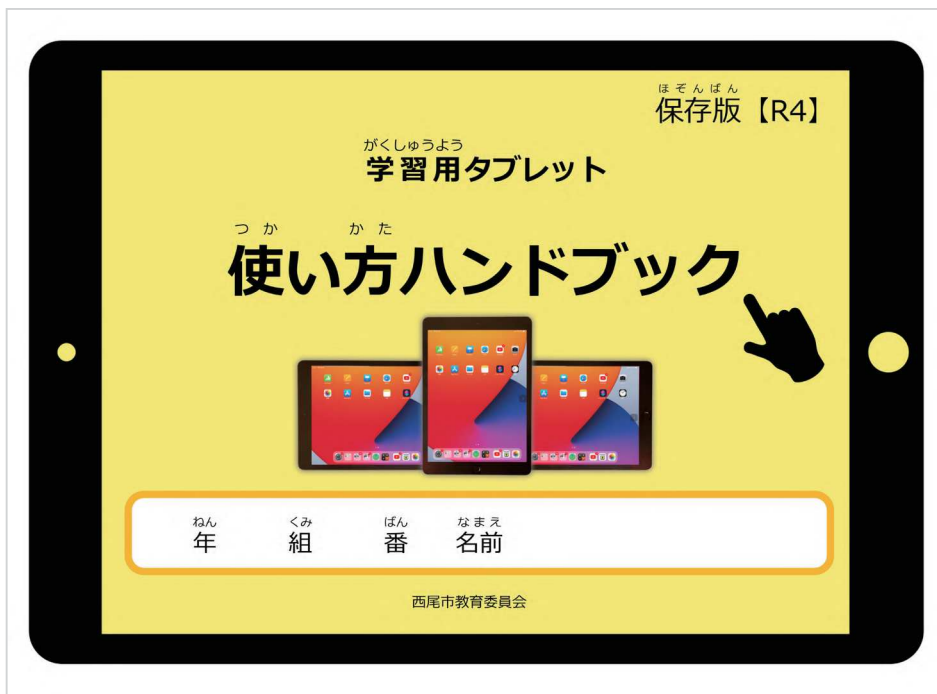 ほぞんばん
保存版【R4】
がくしゅうよう
学習用タブレット
つか かた
使い方ハンドブック
ねん くみ ばん なまえ
年 組 番 名前
西尾市教育委員会